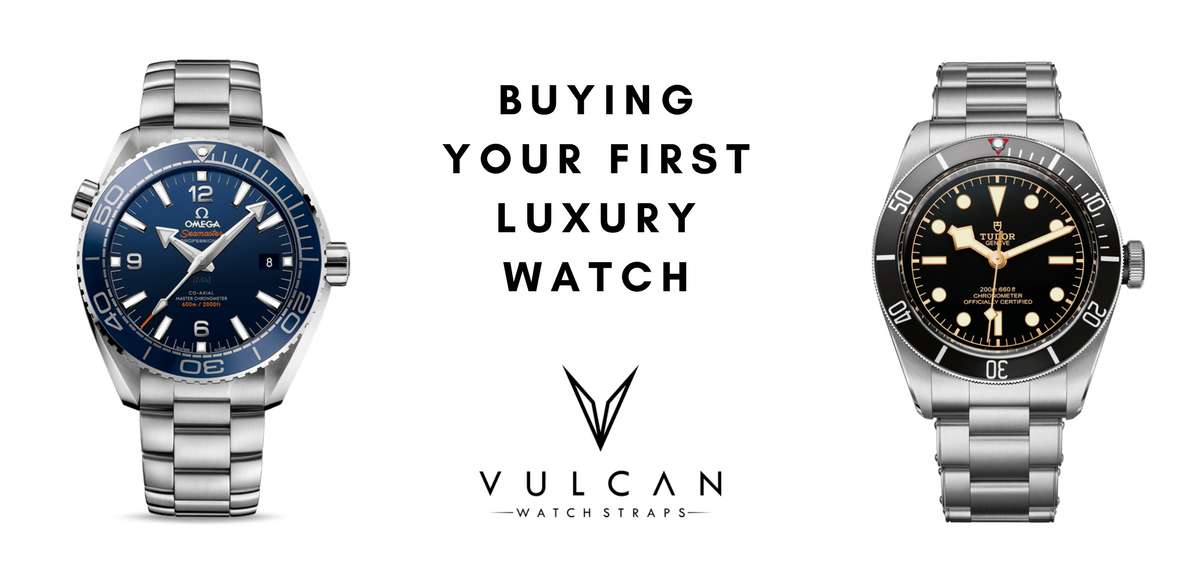 BUYING
YOUR FIRST
LUXURY
WATCH
VULCAN
WATCH STRAPS
12
OMEGA
Seamaster
PROFESSIONAL
9
8
CO-AXIAL
MASTER CHRONOMETER
600m / 2000ft
6
50
40
30
20
TUDOR
GENEVE
200m 660ft
CHRONOMETER
OFFICIALLY CERTIFIED
50
10
40
20
30